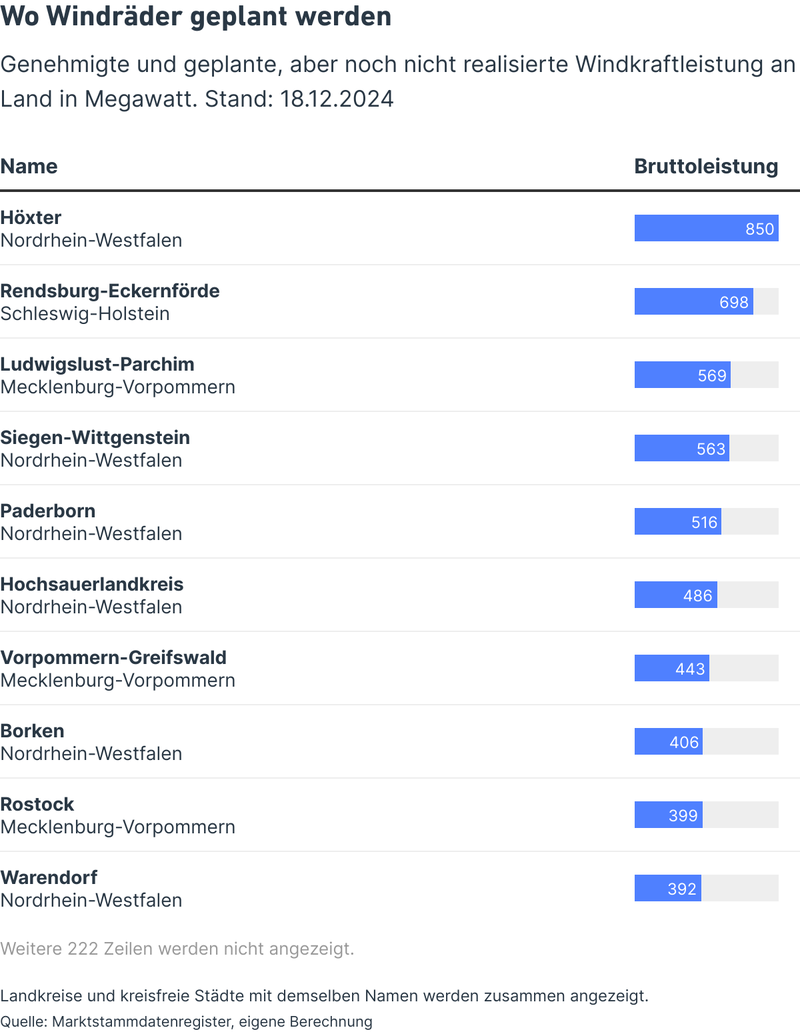 Wo Windräder geplant werden
Genehmigte und geplante, aber noch nicht realisierte Windkraftleistung an
Land in Megawatt. Stand: 18.12.2024
Name Bruttoleistung
Höxter
Nordrhein-Westfalen
850
Rendsburg-Eckernförde
Schleswig-Holstein
698
Ludwigslust-Parchim
Mecklenburg-Vorpommern
569
Siegen-Wittgenstein
Nordrhein-Westfalen
563
Paderborn
Nordrhein-Westfalen
516
Hochsauerlandkreis
Nordrhein-Westfalen
486
Vorpommern-Greifswald
Mecklenburg-Vorpommern
443
Borken
Nordrhein-Westfalen
406
Rostock
Mecklenburg-Vorpommern
399
Warendorf
Nordrhein-Westfalen
392
Weitere 222 Zeilen werden nicht angezeigt.
Landkreise und kreisfreie Städte mit demselben Namen werden zusammen angezeigt.
Quelle: Marktstammdatenregister, eigene Berechnung